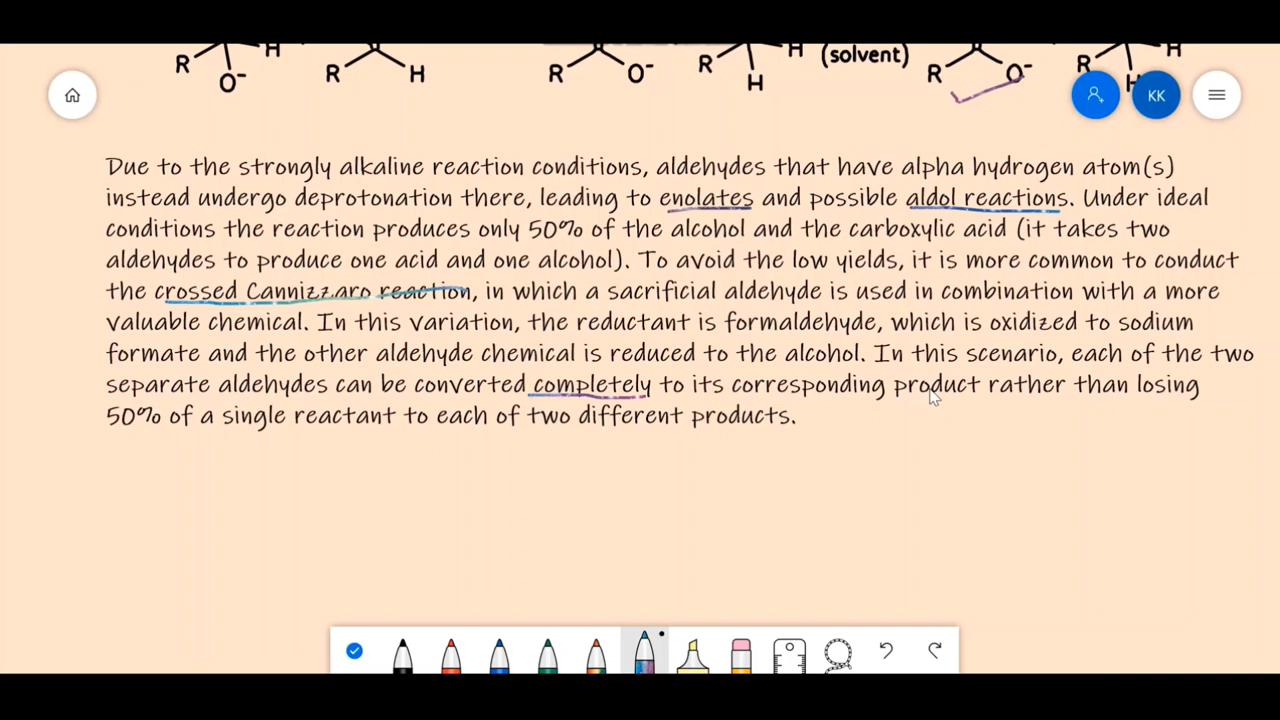 R H O⁻ R H R O⁻ R H H (solvent) R O⁻ R H H
KK
Due to the strongly alkaline reaction conditions, aldehydes that have alpha hydrogen atom(s)
instead undergo deprotonation there, leading to enolates and possible aldol reactions. Under ideal
conditions the reaction produces only 50% of the alcohol and the carboxylic acid (it takes two
aldehydes to produce one acid and one alcohol). To avoid the low yields, it is more common to conduct
the crossed Cannizzaro reaction, in which a sacrificial aldehyde is used in combination with a more
valuable chemical. In this variation, the reductant is formaldehyde, which is oxidized to sodium
formate and the other aldehyde chemical is reduced to the alcohol. In this scenario, each of the two
separate aldehydes can be converted completely to its corresponding product rather than losing
50% of a single reactant to each of two different products.